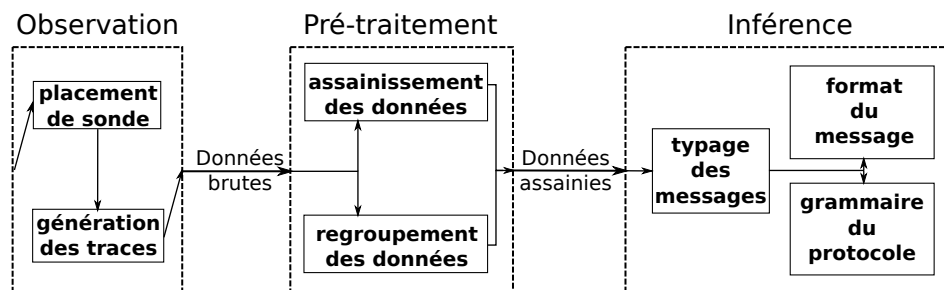 Observation
placement
de sonde
génération
des traces
Données
brutes
Pré-traitement
assainissement
des données
regroupement
des données
Données
assainies
Inférence
typage
des
messages
format
du
message
grammaire
du
protocole